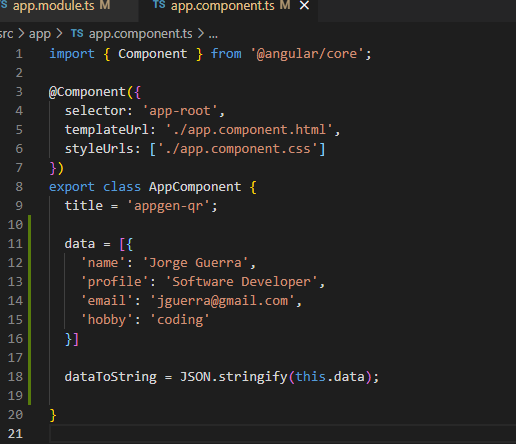 TS app.module.ts M TS app.component.ts M ×
src > app > TS app.component.ts > ...
1 import { Component } from '@angular/core';
2
3 @Component({
4 selector: 'app-root',
5 templateUrl: './app.component.html',
6 styleUrls: ['./app.component.css']
7 })
8 export class AppComponent {
9 title = 'appgen-qr';
10
11 data = [{
12 'name': 'Jorge Guerra',
13 'profile': 'Software Developer',
14 'email': 'jguerra@gmail.com',
15 'hobby': 'coding'
16 }]
17
18 dataToString = JSON.stringify(this.data);
19
20 }
21